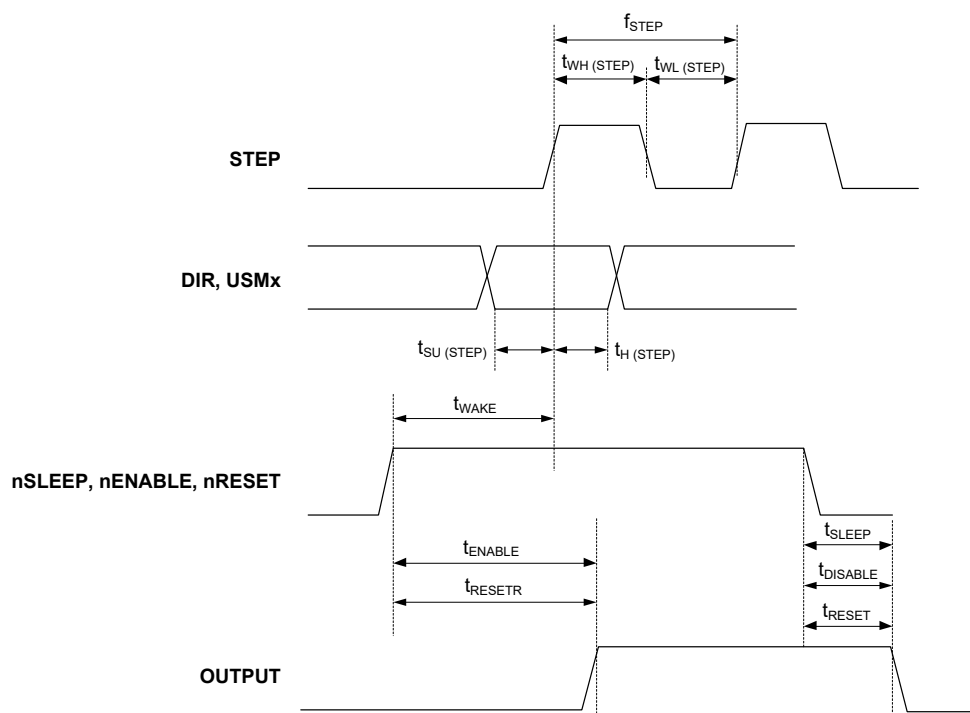 fSTEP
tWH (STEP) tWL (STEP)
STEP
DIR, USMx
tSU (STEP) tH (STEP)
tWAKE
nSLEEP, nENABLE, nRESET
tSLEEP
tENABLE
tDISABLE
tRESETR
tRESET
OUTPUT